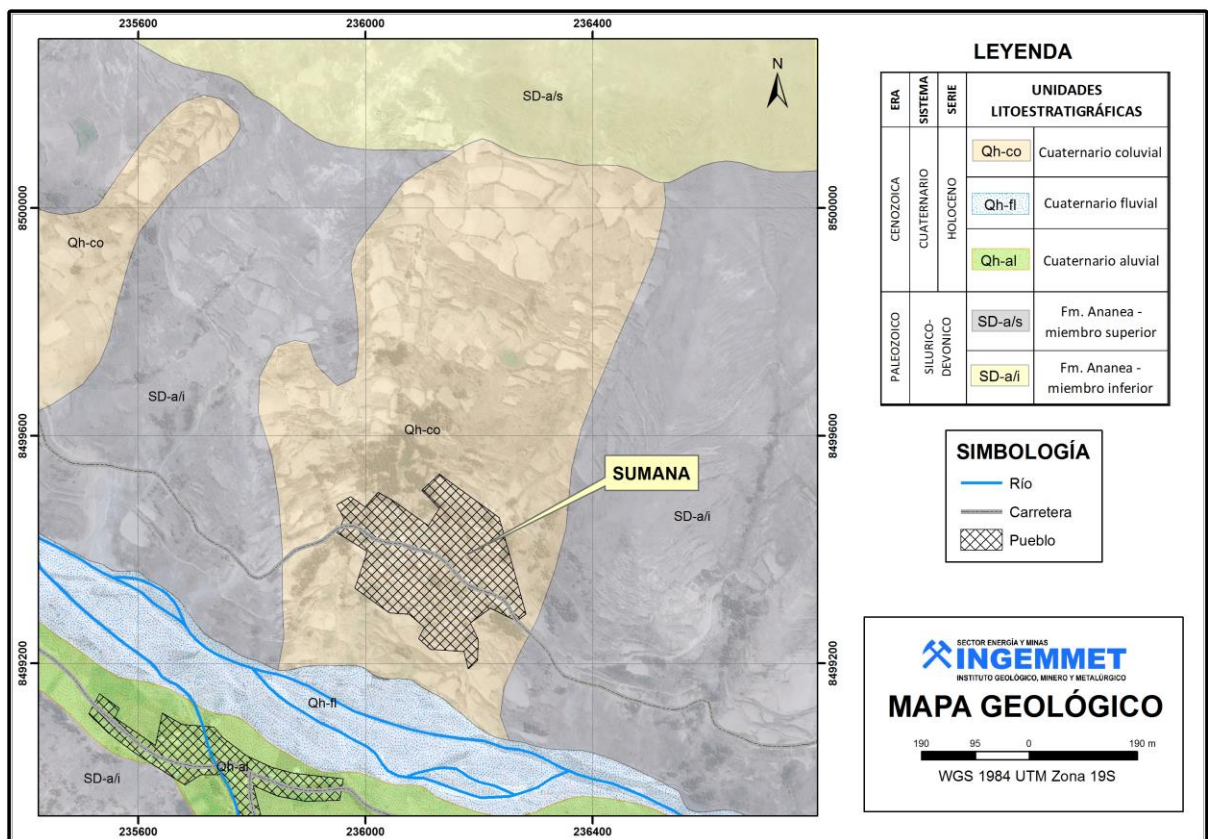 235600 236000 236400
8500000
8499600
8499200
N
SD-a/s
Qh-co
SD-a/i
Qh-co
SUMANA
SD-a/i
Qh-fl
Qh-al
SD-a/i
8500000
8499600
8499200
235600 236000 236400
LEYENDA
ERA SISTEMA SERIE UNIDADES
LITOESTRATIGRÁFICAS
CENOZOICA CUATERNARIO HOLOCENO
Qh-co Cuaternario coluvial
Qh-fl Cuaternario fluvial
Qh-al Cuaternario aluvial
PALEOZOICO SILURICO-
DEVONICO
SD-a/s Fm. Ananea -
miembro superior
SD-a/i Fm. Ananea -
miembro inferior
SIMBOLOGÍA
Río
Carretera
Pueblo
SECTOR ENERGÍA Y MINAS
INGEMMET
INSTITUTO GEOLÓGICO, MINERO Y METALÚRGICO
MAPA GEOLÓGICO
190 95 0 190 m
WGS 1984 UTM Zona 19S